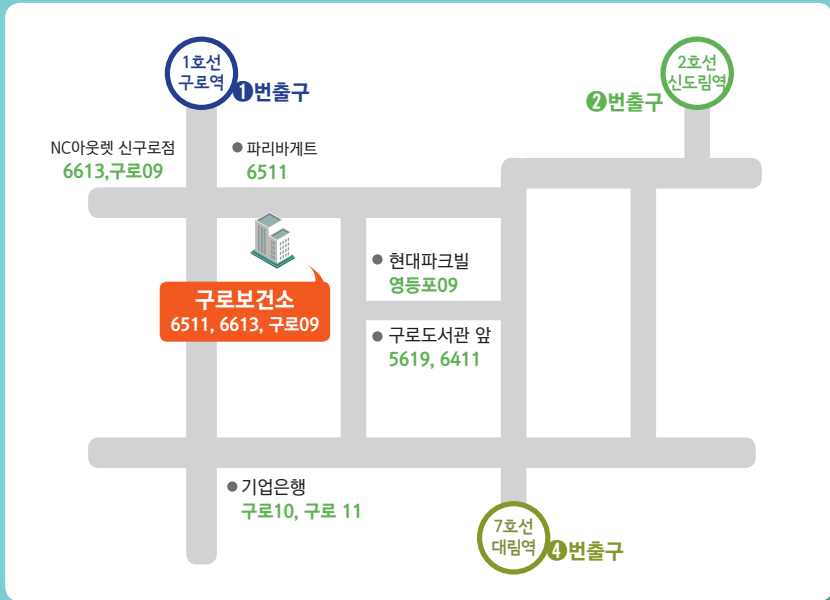 1호선
구로역
❶번출구
2호선
신도림역
❷번출구
NC아웃렛 신구로점
6613,구로09
파리바게트
6511
현대파크빌
영등포09
구로보건소
6511, 6613, 구로09
구로도서관 앞
5619, 6411
기업은행
구로10, 구로 11
7호선
대림역
❹번출구